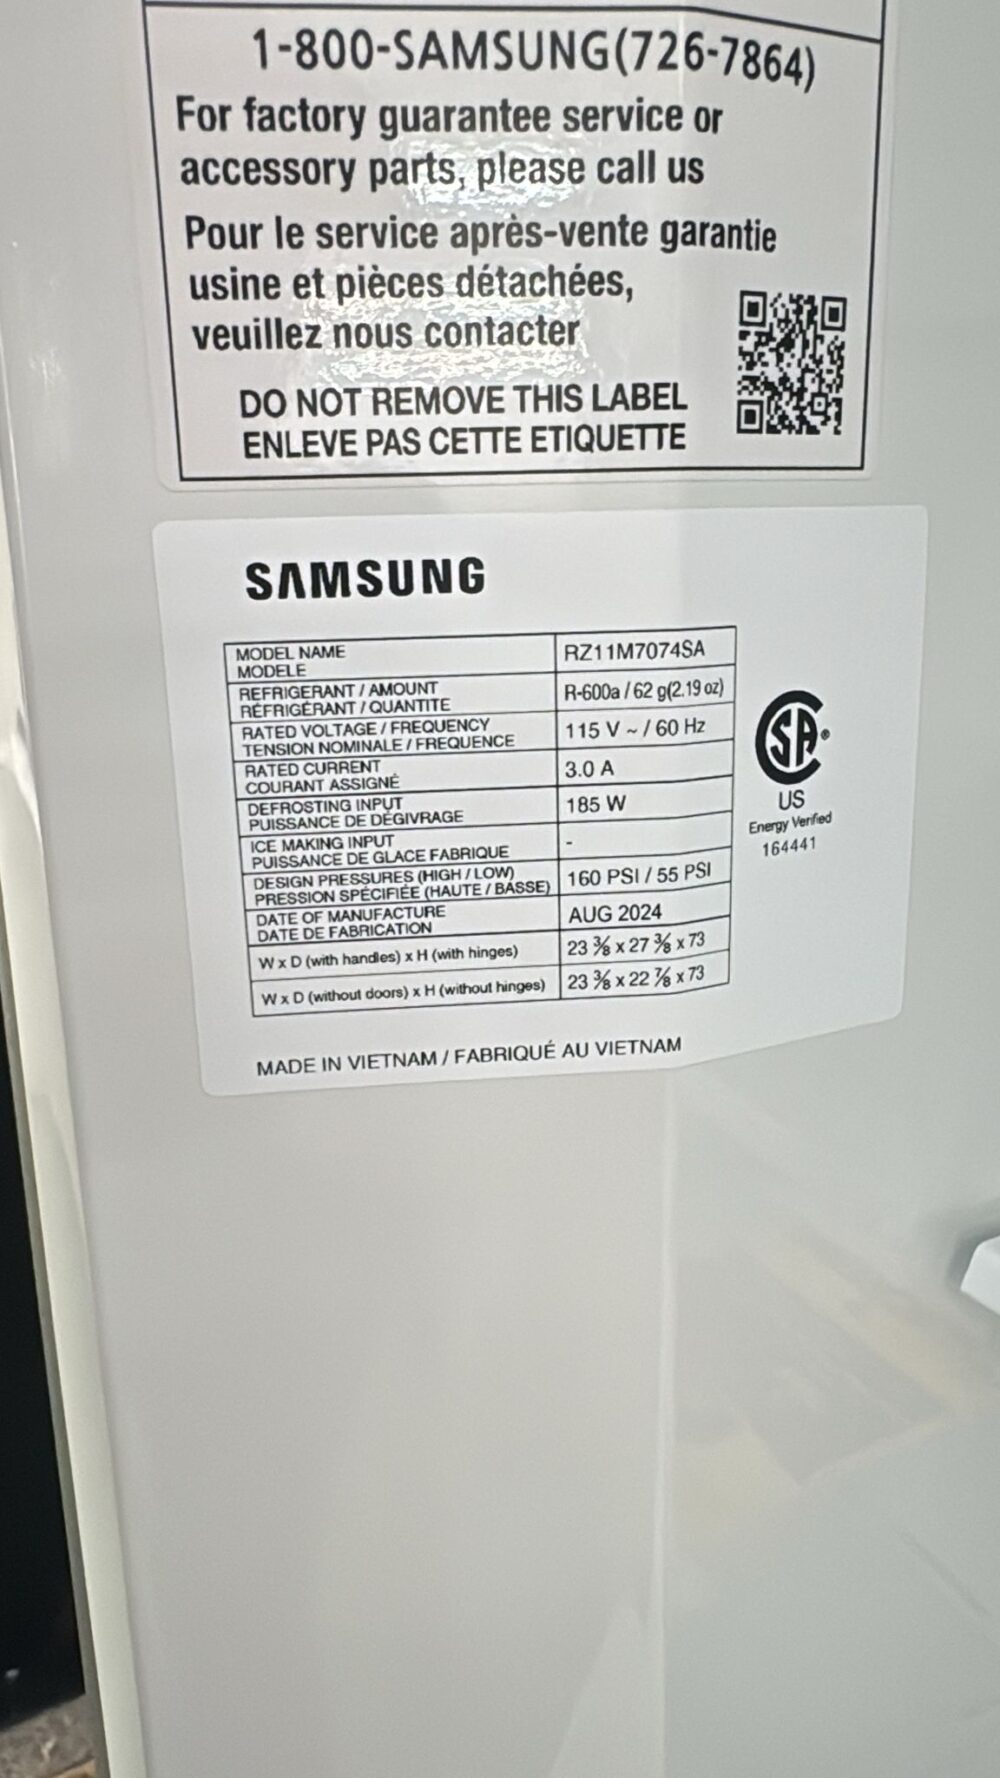 1-800-SAMSUNG(726-7864)
For factory guarantee service or
accessory parts, please call us
Pour le service après-vente garantie
usine et pièces détachées,
veuillez nous contacter
DO NOT REMOVE THIS LABEL
ENLEVE PAS CETTE ETIQUETTE
SAMSUNG
MODEL NAME
MODELE
RZ11M7074SA
REFRIGERANT / AMOUNT
RÉFRIGÉRANT / QUANTITE
R-600a / 62 g(2.19 oz)
RATED VOLTAGE / FREQUENCY
TENSION NOMINALE / FREQUENCE
115 V ~ / 60 Hz
RATED CURRENT
COURANT ASSIGNÉ
3.0 A
DEFROSTING INPUT
PUISSANCE DE DÉGIVRAGE
185 W
ICE MAKING INPUT
PUISSANCE DE GLACE FABRIQUE
-
DESIGN PRESSURES (HIGH / LOW)
PRESSION SPÉCIFIÉE (HAUTE / BASSE)
160 PSI / 55 PSI
DATE OF MANUFACTURE
DATE DE FABRICATION
AUG 2024
W x D (with handles) x H (with hinges)
23 ⅜ x 27 ⅜ x 73
W x D (without doors) x H (without hinges)
23 ⅜ x 22 ⅞ x 73
SA®
US
Energy Verified
164441
MADE IN VIETNAM / FABRIQUÉ AU VIETNAM